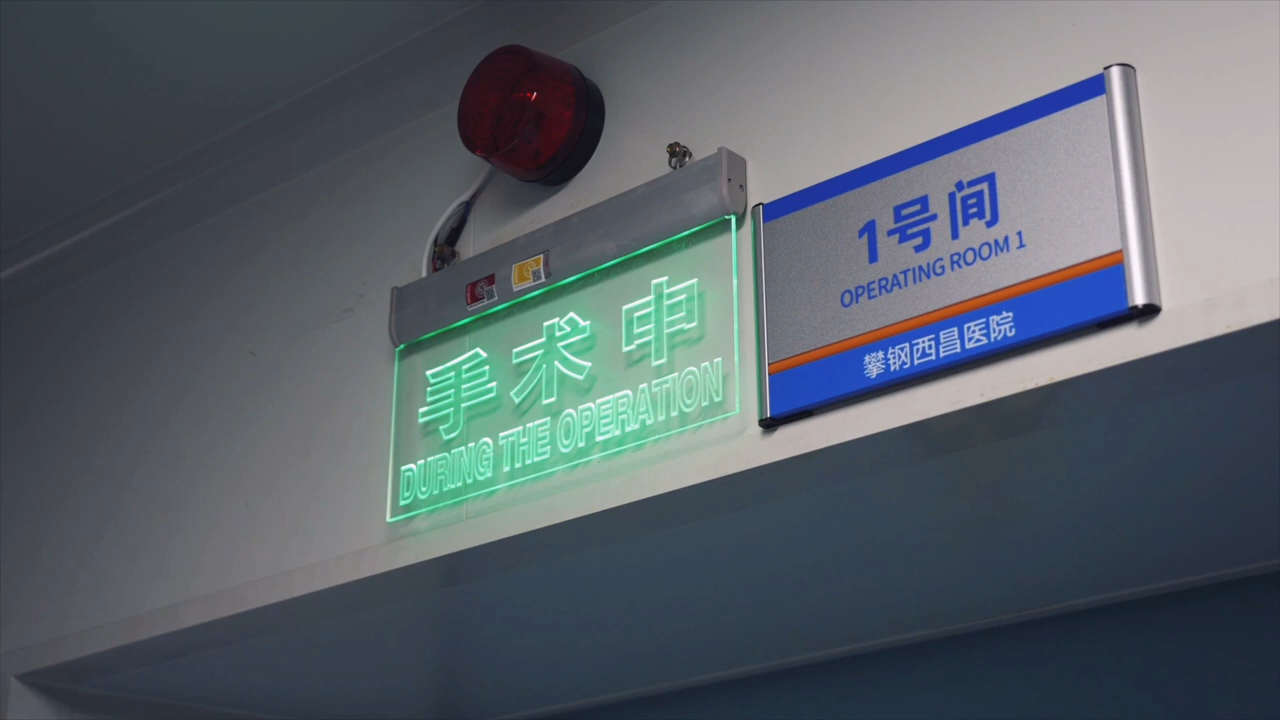 手术中
DURING THE OPERATION
1号间
OPERATING ROOM 1
攀钢西昌医院